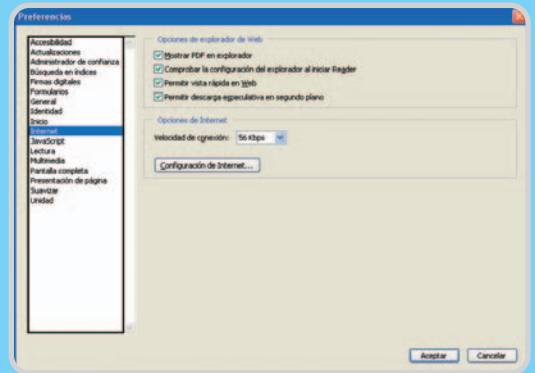 Preferencias
Accesibilidad
Actualizaciones
Administrador de confianza
Búsqueda en índices
Firmas digitales
Formularios
General
Identidad
Inicio
Internet
JavaScript
Lectura
Multimedia
Pantalla completa
Presentación de página
Suavizar
Unidad
Opciones de explorador de Web
Mostrar PDF en explorador
Comprobar la configuración del explorador al iniciar Reader
Permitir vista rápida en Web
Permitir descarga especulativa en segundo plano
Opciones de Internet
Velocidad de conexión: 56 Kbps
Configuración de Internet...
Aceptar Cancelar